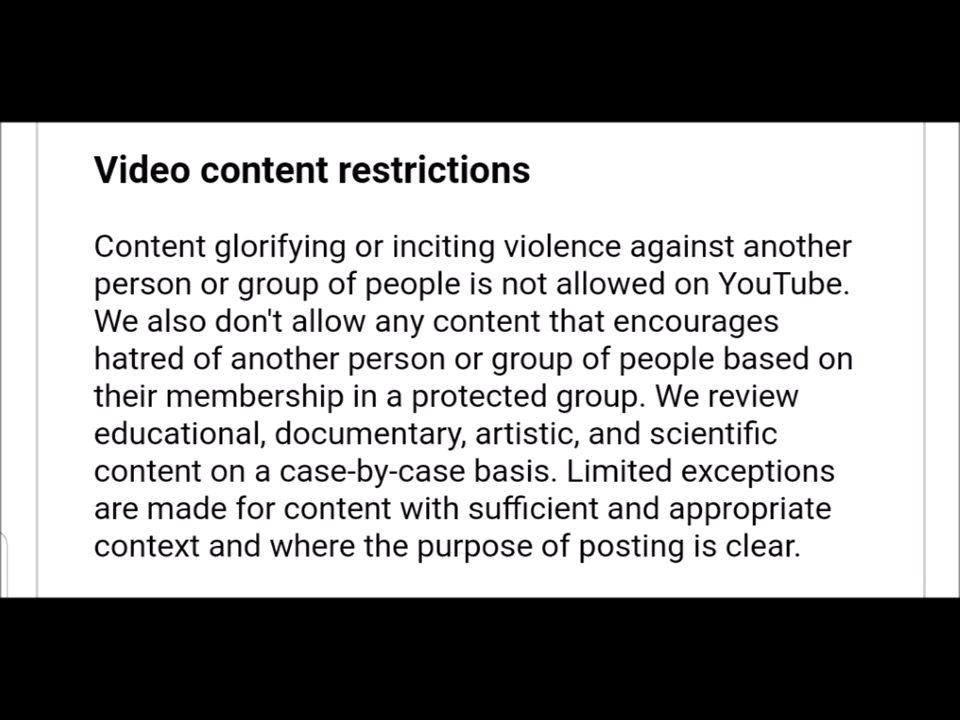 Video content restrictions
Content glorifying or inciting violence against another
person or group of people is not allowed on YouTube.
We also don't allow any content that encourages
hatred of another person or group of people based on
their membership in a protected group. We review
educational, documentary, artistic, and scientific
content on a case-by-case basis. Limited exceptions
are made for content with sufficient and appropriate
context and where the purpose of posting is clear.